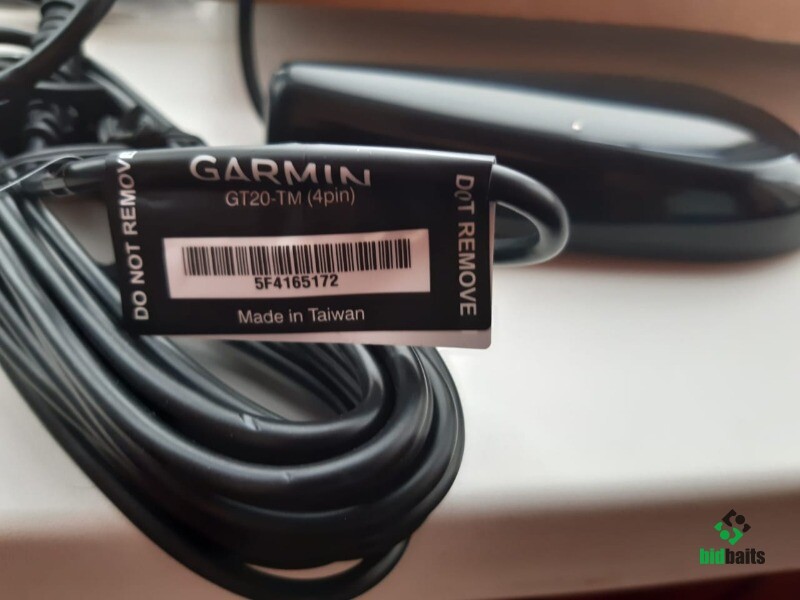 GARMIN
GT20-TM (4pin)
DO NOT REMOVE
5F4165172
Made in Taiwan
REMOVE
bidbaits